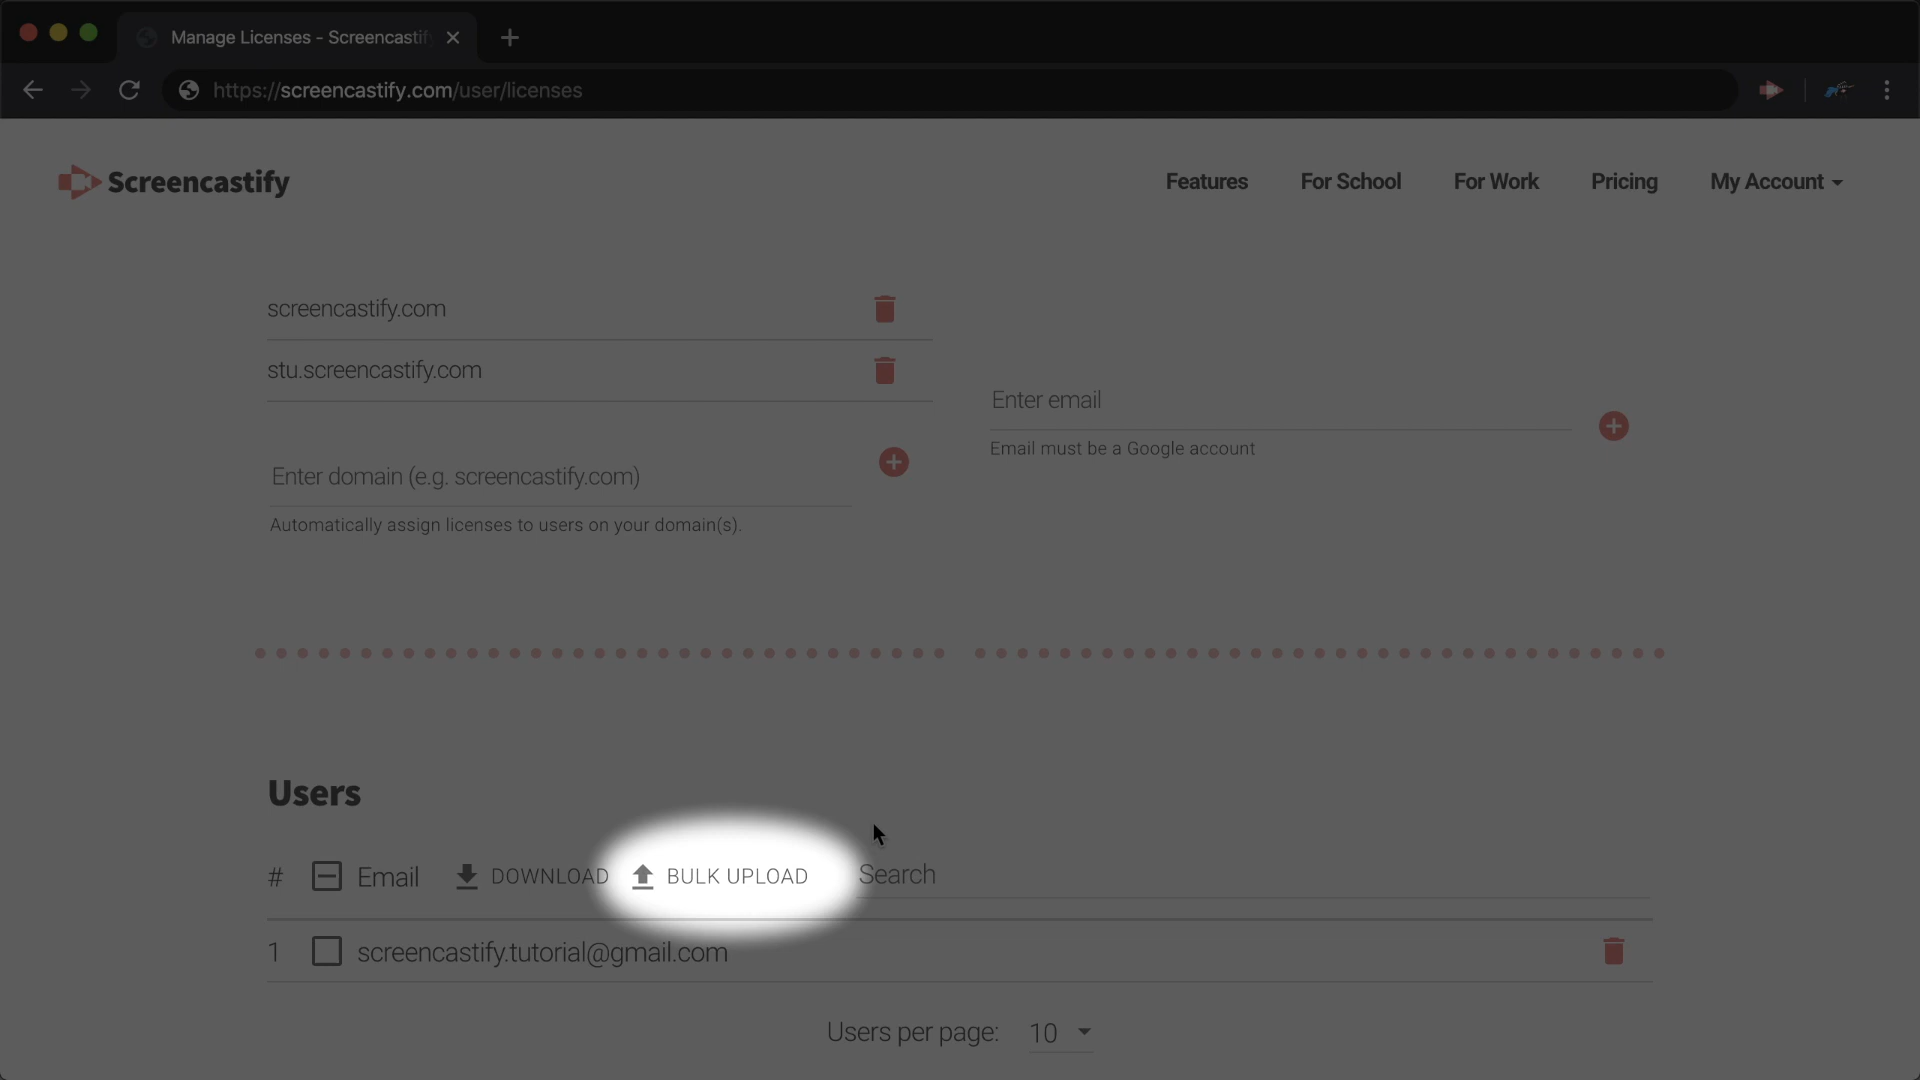 Manage Licenses - Screencastif
https://screencastify.com/user/licenses
Screencastify
Features
For School
For Work
Pricing
My Account
screencastify.com
stu.screencastify.com
Enter domain (e.g. screencastify.com)
Automatically assign licenses to users on your domain(s).
Enter email
Email must be a Google account
Users
# Email DOWNLOAD BULK UPLOAD Search
1 screencastify.tutorial@gmail.com
Users per page: 10